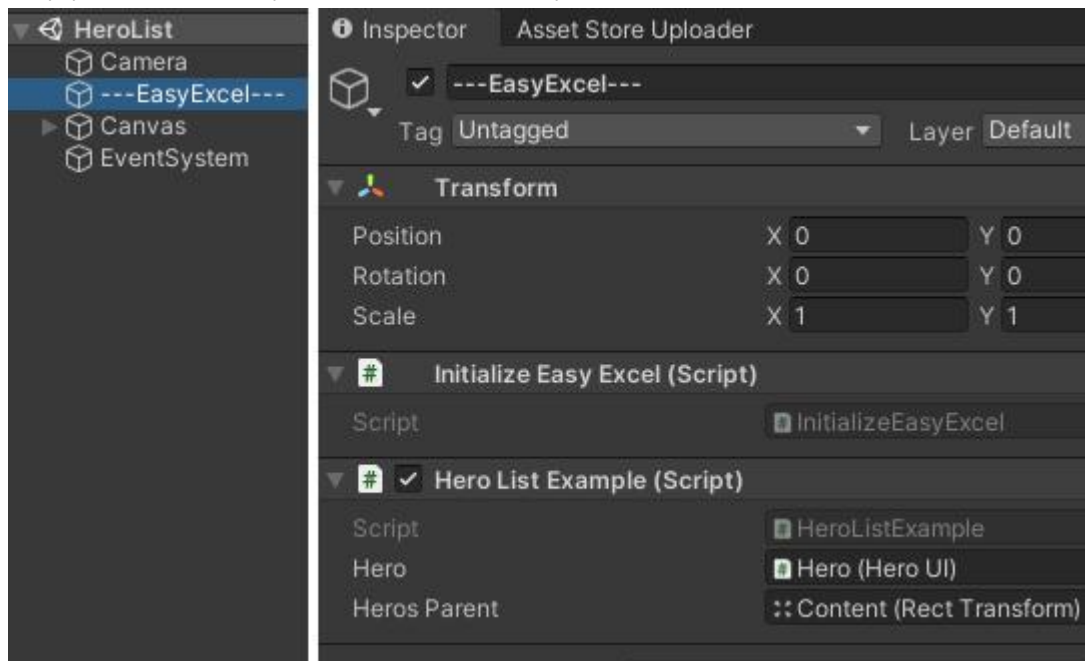 HeroList
Camera
---EasyExcel---
Canvas
EventSystem
Inspector Asset Store Uploader
---EasyExcel---
Tag Untagged Layer Default
Transform
Position X 0 Y 0
Rotation X 0 Y 0
Scale X 1 Y 1
# Initialize Easy Excel (Script)
Script # InitializeEasyExcel
# Hero List Example (Script)
Script # HeroListExample
Hero # Hero (Hero UI)
Heros Parent Content (Rect Transform)